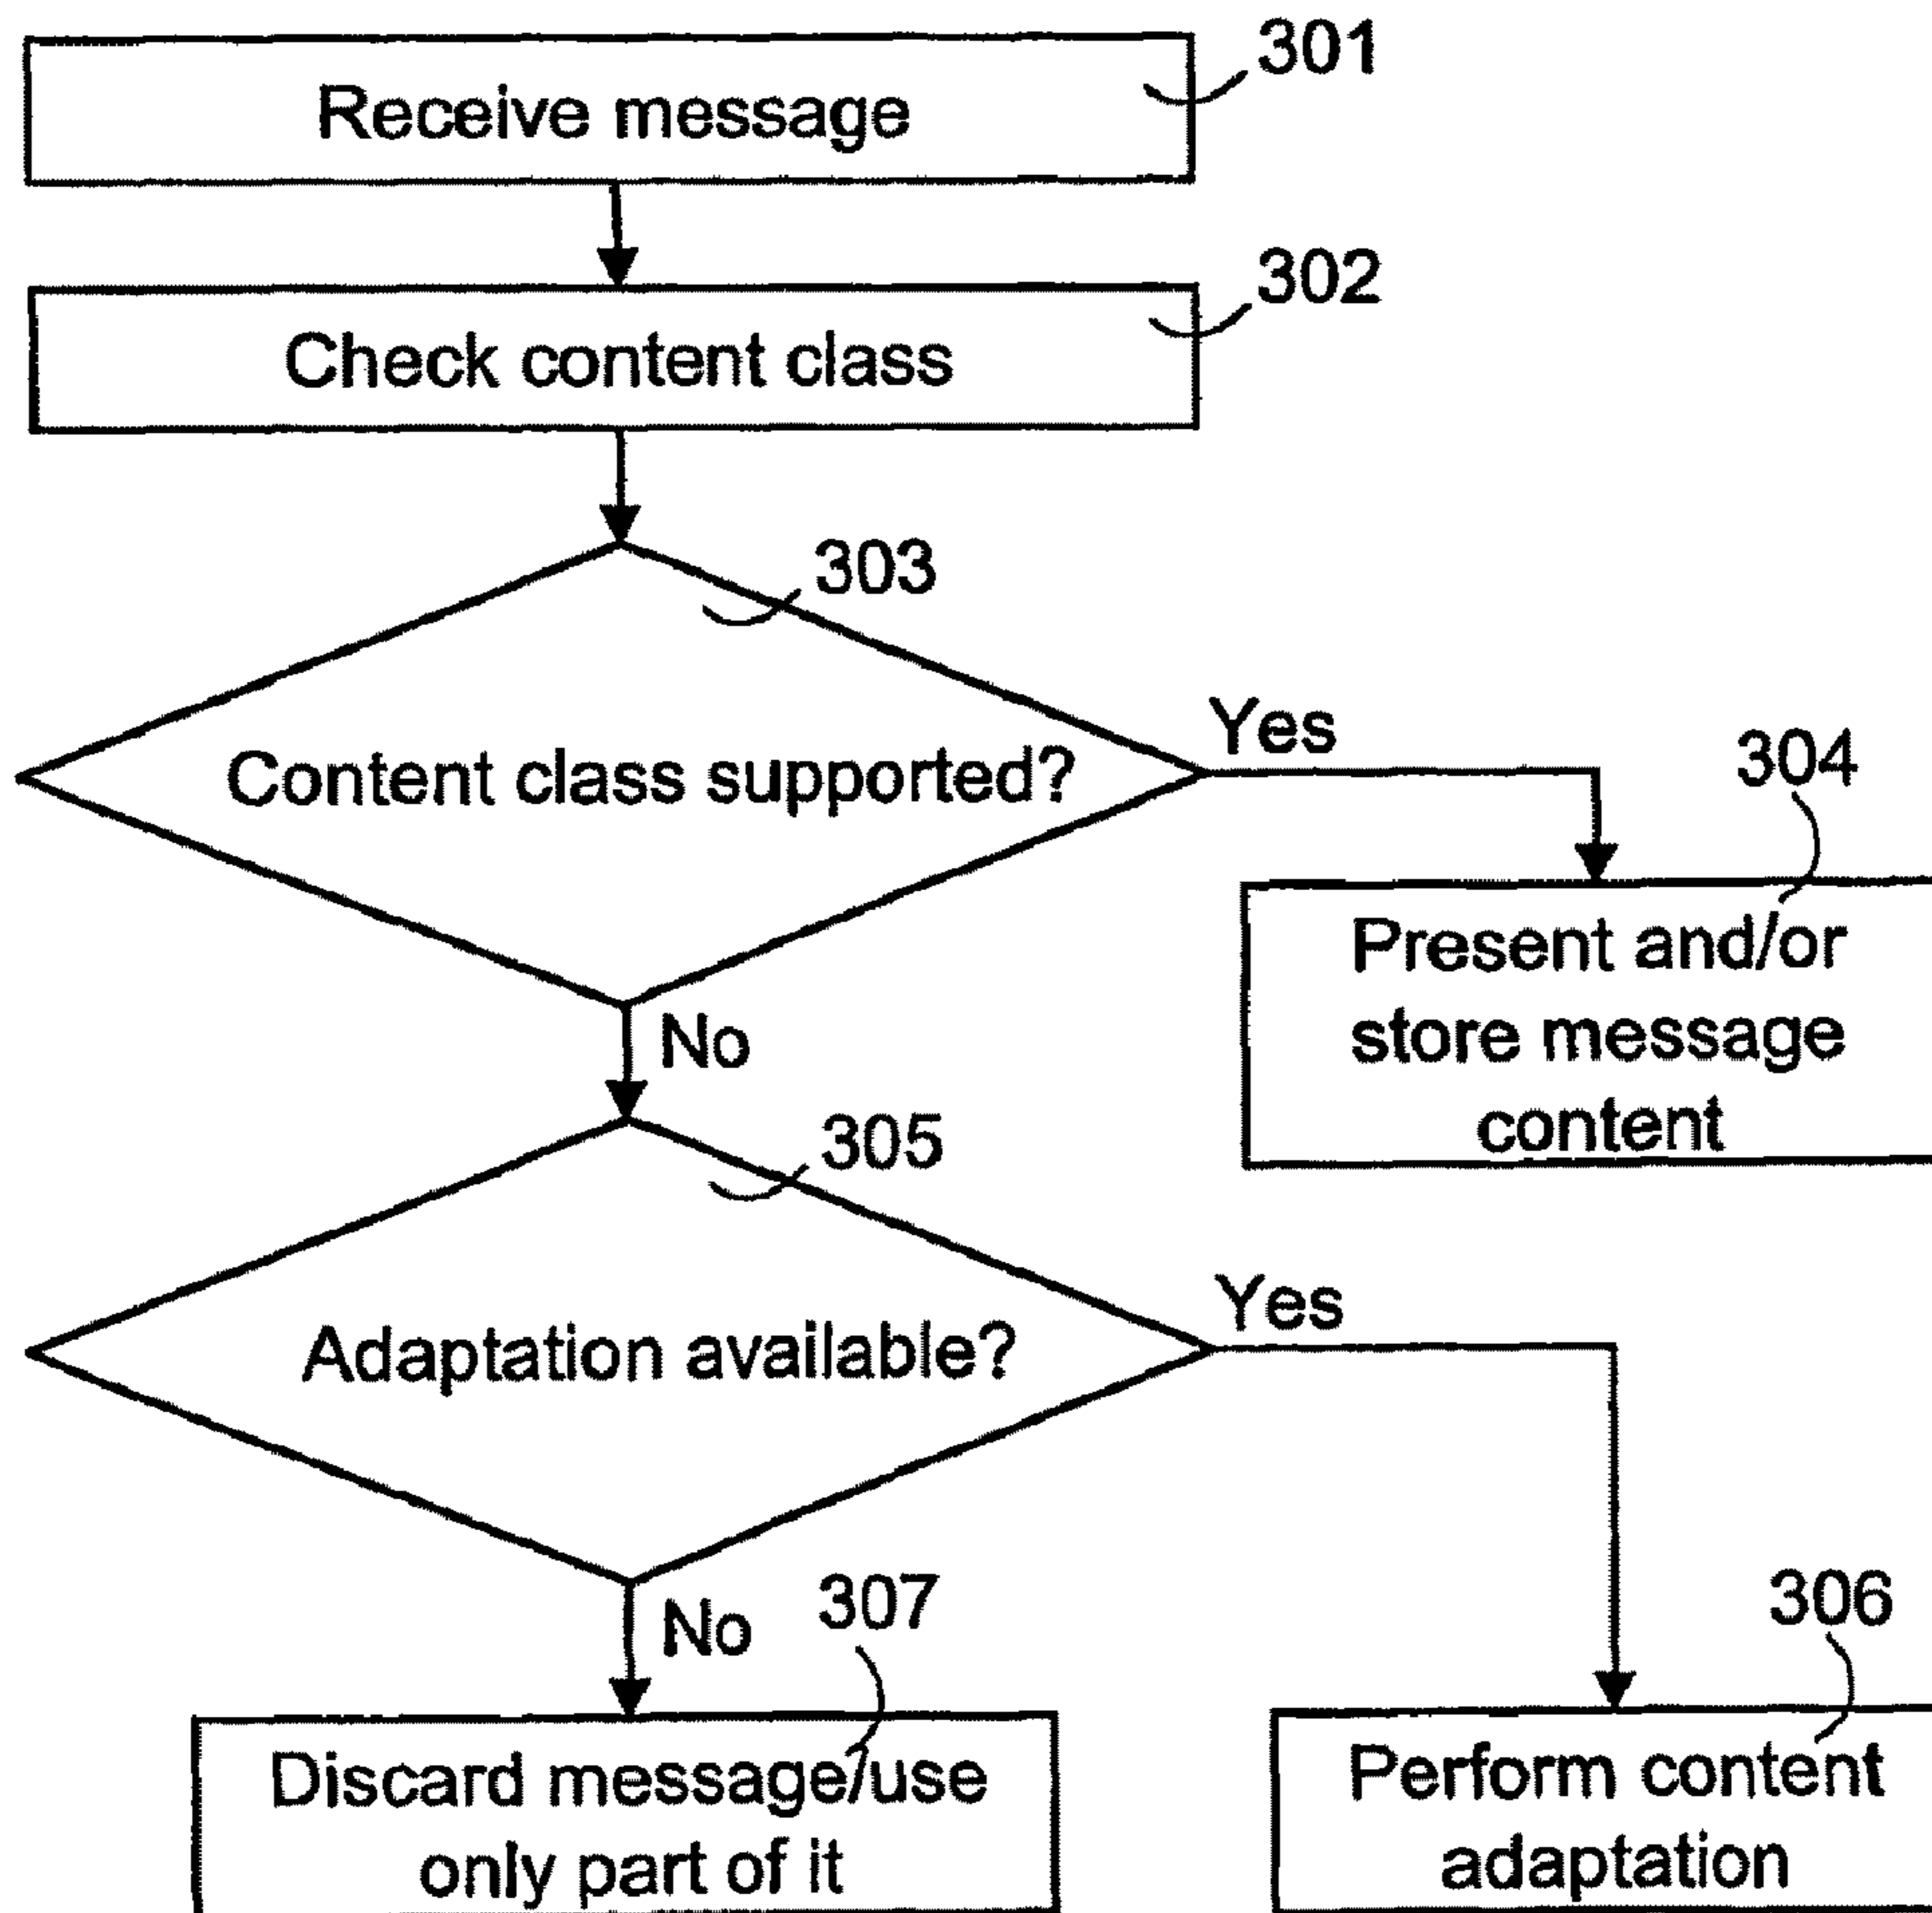 301
Receive message
302
Check content class
303
Content class supported?
Yes
304
Present and/or
store message
content
No
305
Adaptation available?
Yes
306
Perform content
adaptation
No
307
Discard message/use
only part of it